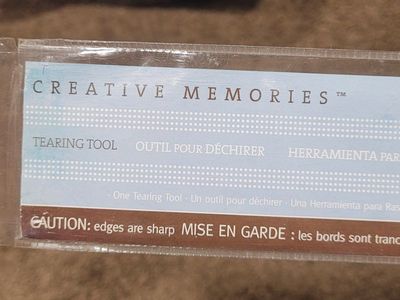 CREATIVE MEMORIES™
TEARING TOOL OUTIL POUR DÉCHIRER HERRAMIENTA PAR
· One Tearing Tool · Un outil pour déchirer · Una Herramienta para Ras
CAUTION: edges are sharp MISE EN GARDE : les bords sont tranc